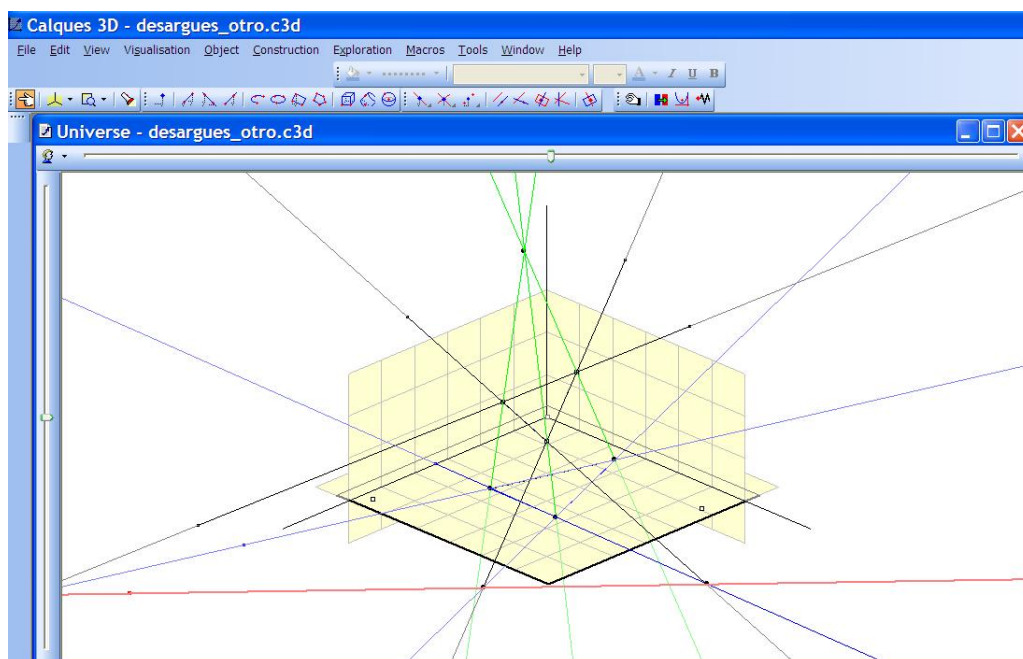 Calques 3D - desargues_otro.c3d
File Edit View Visualisation Object Construction Exploration Macros Tools Window Help
A I U B
Universe - desargues_otro.c3d